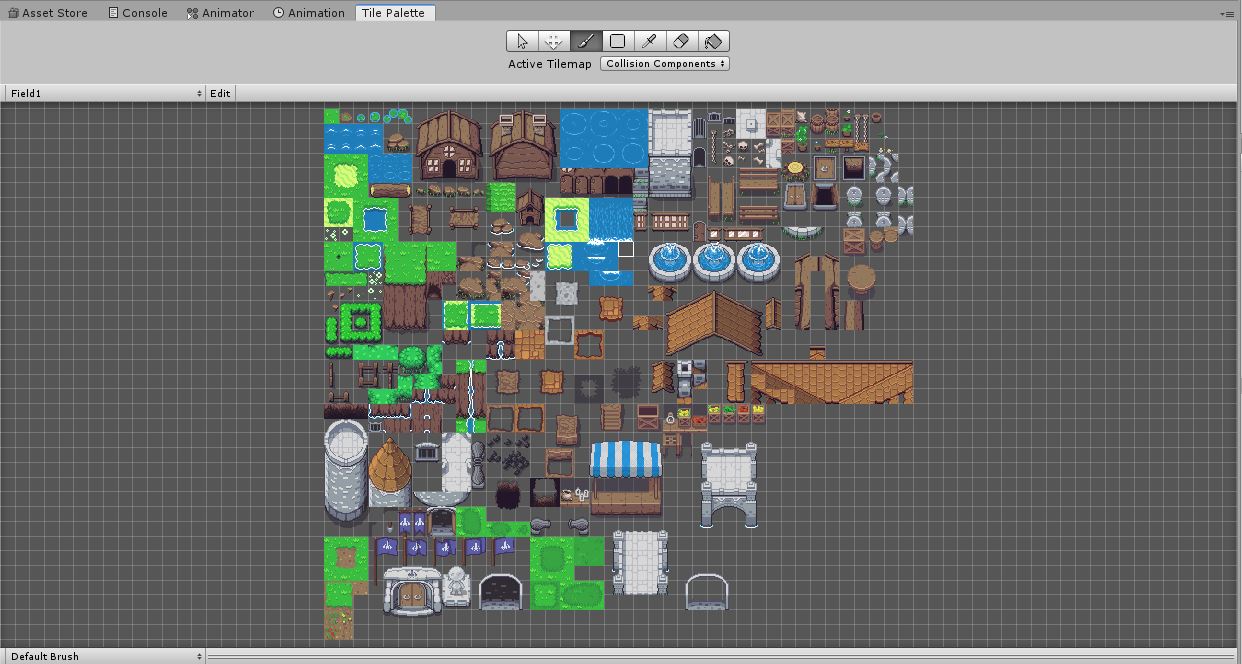 Asset Store Console Animator Animation Tile Palette
Active Tilemap Collision Components
Field1 Edit
Default Brush